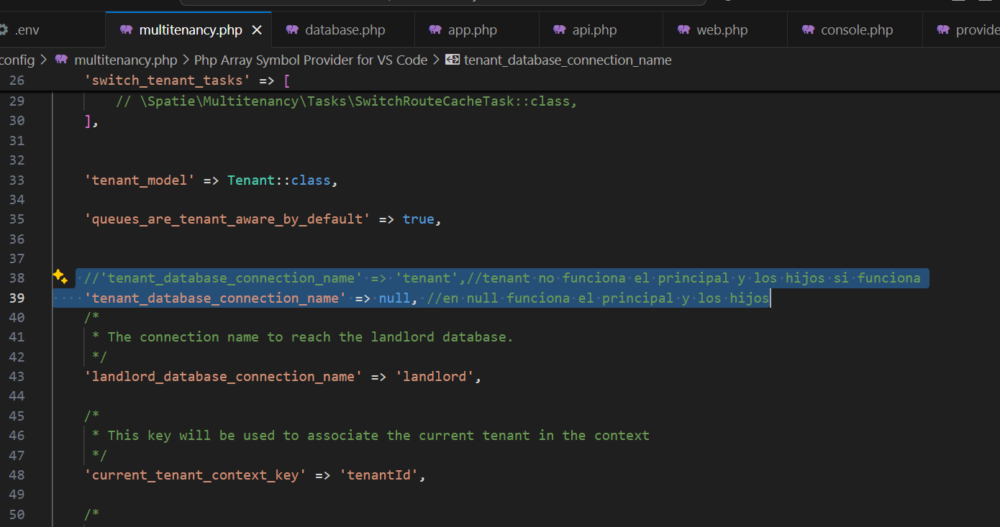 .env multitenancy.php database.php app.php api.php web.php console.php provide
config > multitenancy.php > Php Array Symbol Provider for VS Code > tenant_database_connection_name
26 'switch_tenant_tasks' => [
29 // \Spatie\Multitenancy\Tasks\SwitchRouteCacheTask::class,
30 ],
31
32
33 'tenant_model' => Tenant::class,
34
35 'queues_are_tenant_aware_by_default' => true,
36
37
38 //'tenant_database_connection_name' => 'tenant',//tenant no funciona el principal y los hijos si funciona
39 'tenant_database_connection_name' => null, //en null funciona el principal y los hijos
40 /*
41 * The connection name to reach the landlord database.
42 */
43 'landlord_database_connection_name' => 'landlord',
44
45 /*
46 * This key will be used to associate the current tenant in the context
47 */
48 'current_tenant_context_key' => 'tenantId',
49
50 /*